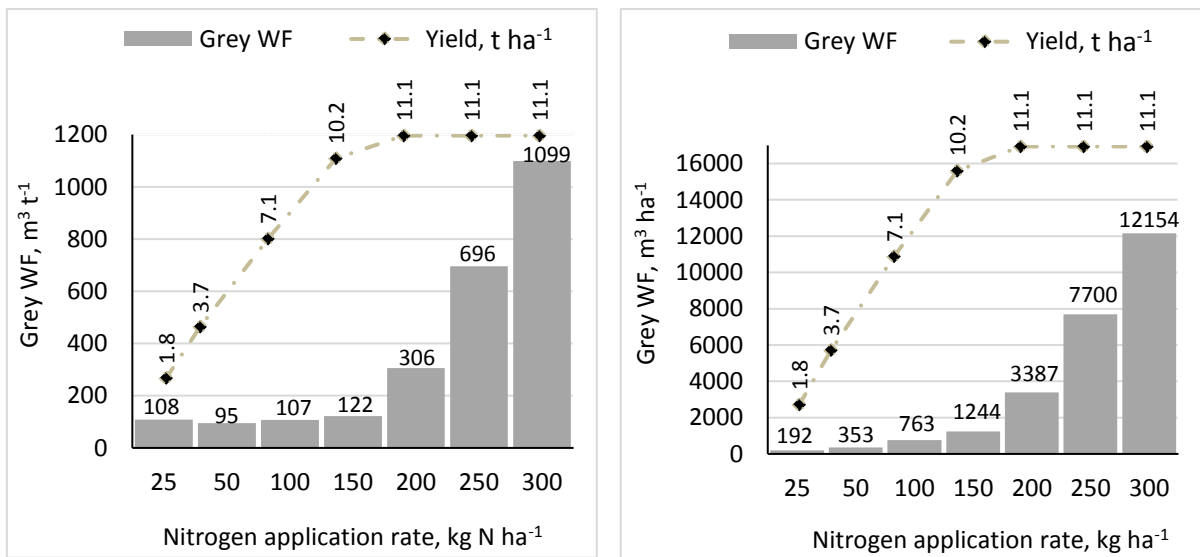 Grey WF Yield, t ha⁻¹
1.8 3.7 7.1 10.2 11.1 11.1 11.1
1200
1000
800
600
400
200
0
Grey WF, m³ t⁻¹
108 95 107 122 306 696 1099
25 50 100 150 200 250 300
Nitrogen application rate, kg N ha⁻¹
Grey WF Yield, t ha⁻¹
1.8 3.7 7.1 10.2 11.1 11.1 11.1
16000
14000
12000
10000
8000
6000
4000
2000
0
Grey WF, m³ ha⁻¹
192 353 763 1244 3387 7700 12154
25 50 100 150 200 250 300
Nitrogen application rate, kg ha⁻¹